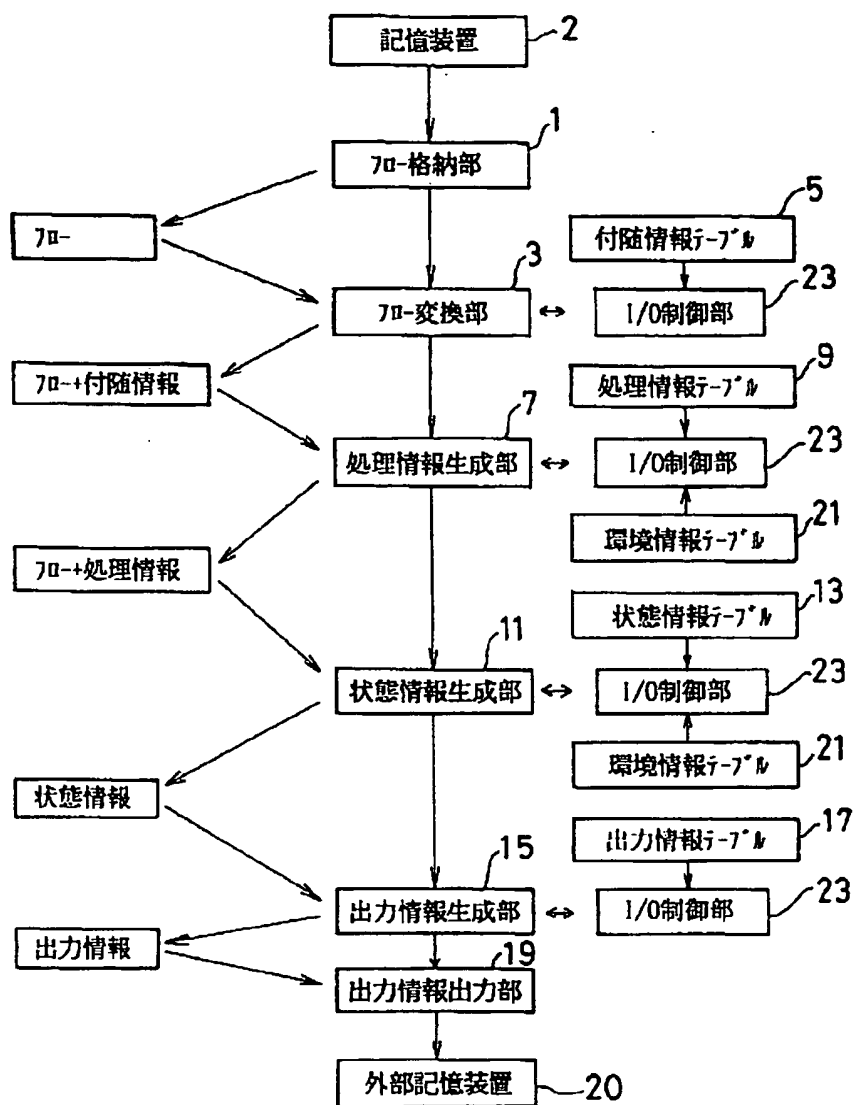 記憶装置
2
1
ﾌﾛｰ格納部
5
ﾌﾛｰ
付随情報ﾃｰﾌﾞﾙ
3
23
ﾌﾛｰ変換部
I/O制御部
9
ﾌﾛｰ+付随情報
処理情報ﾃｰﾌﾞﾙ
7
23
処理情報生成部
I/O制御部
21
ﾌﾛｰ+処理情報
環境情報ﾃｰﾌﾞﾙ
13
状態情報ﾃｰﾌﾞﾙ
11
23
状態情報生成部
I/O制御部
21
状態情報
環境情報ﾃｰﾌﾞﾙ
17
出力情報ﾃｰﾌﾞﾙ
15
23
出力情報生成部
I/O制御部
出力情報
19
出力情報出力部
外部記憶装置
20